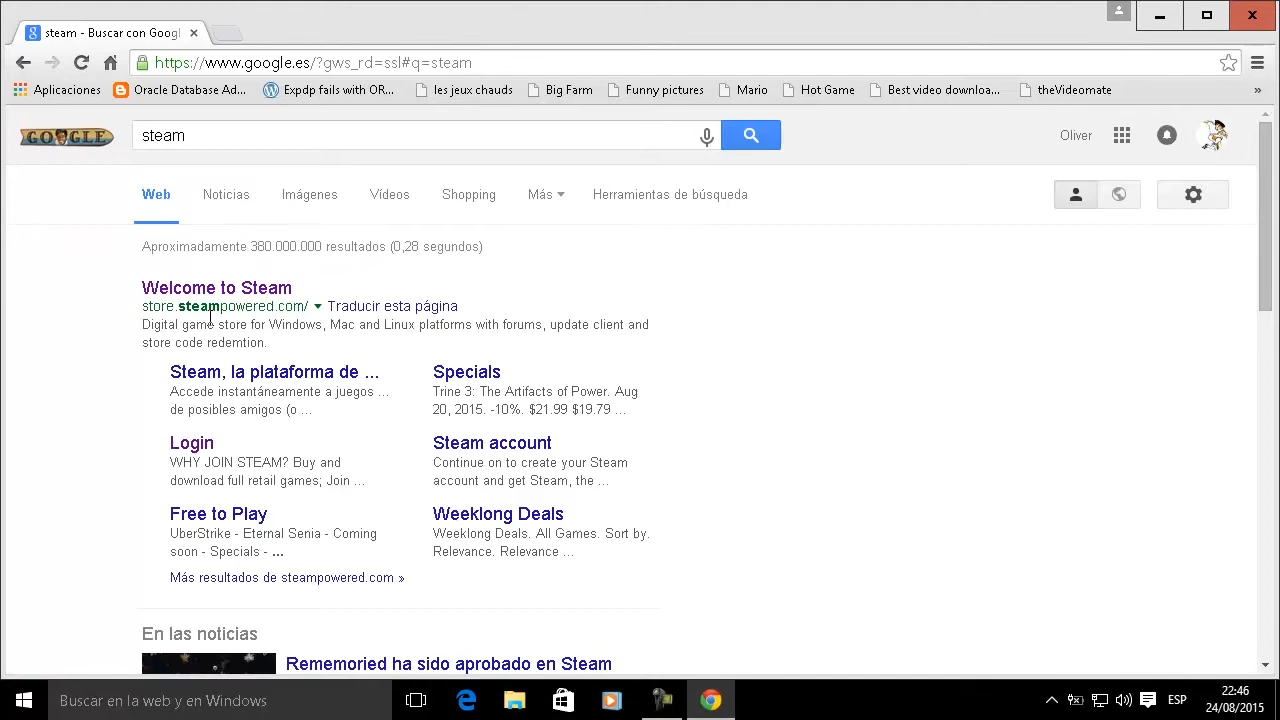 steam - Buscar con Googl
https://www.google.es/?gws_rd=ssl#q=steam
Aplicaciones Oracle Database Ad... Expdp fails with OR... les jeux chauds Big Farm Funny pictures Mario Hot Game Best video downloa... theVideomate »
GOOGLE steam Oliver
Web Noticias Imágenes Vídeos Shopping Más Herramientas de búsqueda
Aproximadamente 380.000.000 resultados (0,28 segundos)
Welcome to Steam
store.steampowered.com/ Traducir esta página
Digital game store for Windows, Mac and Linux platforms with forums, update client and
store code redemtion.
Steam, la plataforma de ...
Accede instantáneamente a juegos ...
de posibles amigos (o ...
Specials
Trine 3: The Artifacts of Power. Aug
20, 2015. -10%. $21.99 $19.79 ...
Login
WHY JOIN STEAM? Buy and
download full retail games; Join ...
Steam account
Continue on to create your Steam
account and get Steam, the ...
Free to Play
UberStrike - Eternal Senia - Coming
soon - Specials - ...
Weeklong Deals
Weeklong Deals. All Games. Sort by.
Relevance. Relevance ...
Más resultados de steampowered.com »
En las noticias
Rememoried ha sido aprobado en Steam
Buscar en la web y en Windows
ESP
22:46
24/08/2015